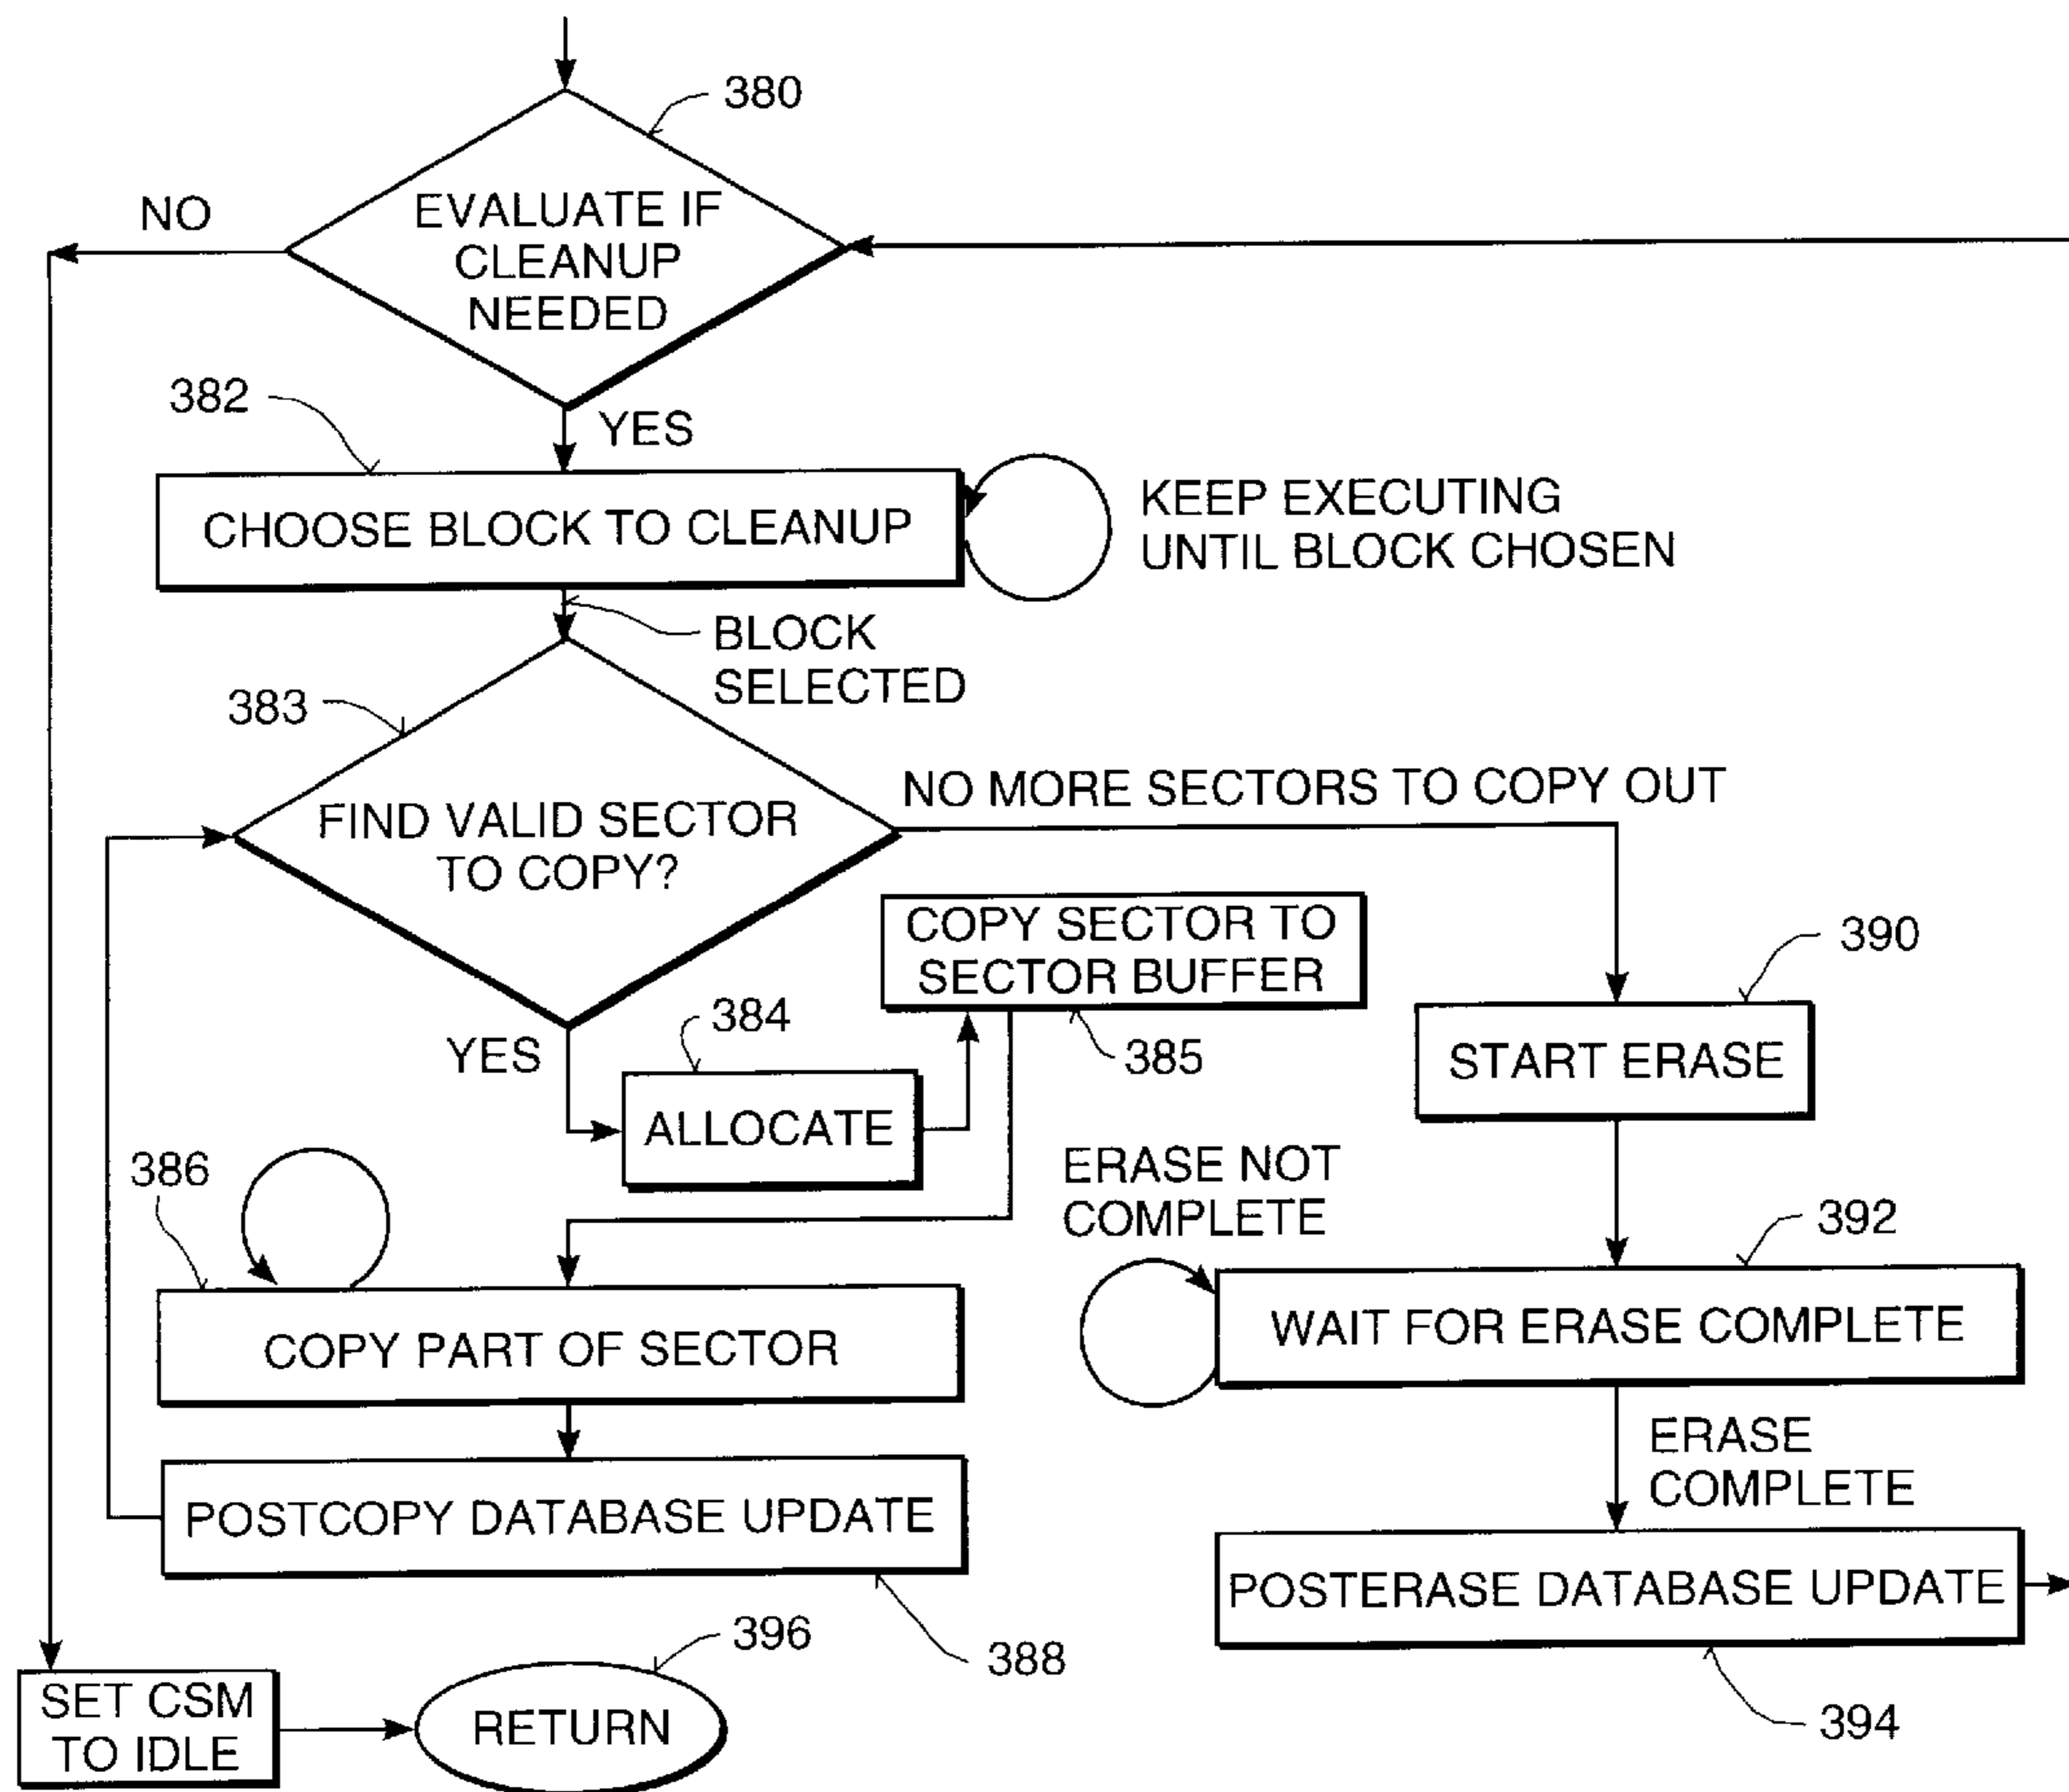 380
NO
EVALUATE IF
CLEANUP
NEEDED
382
YES
CHOOSE BLOCK TO CLEANUP
KEEP EXECUTING
UNTIL BLOCK CHOSEN
BLOCK
SELECTED
383
FIND VALID SECTOR
TO COPY?
NO MORE SECTORS TO COPY OUT
COPY SECTOR TO
SECTOR BUFFER
385
390
START ERASE
YES
384
ALLOCATE
386
ERASE NOT
COMPLETE
392
COPY PART OF SECTOR
WAIT FOR ERASE COMPLETE
ERASE
COMPLETE
POSTCOPY DATABASE UPDATE
388
POSTERASE DATABASE UPDATE
394
SET CSM
TO IDLE
396
RETURN